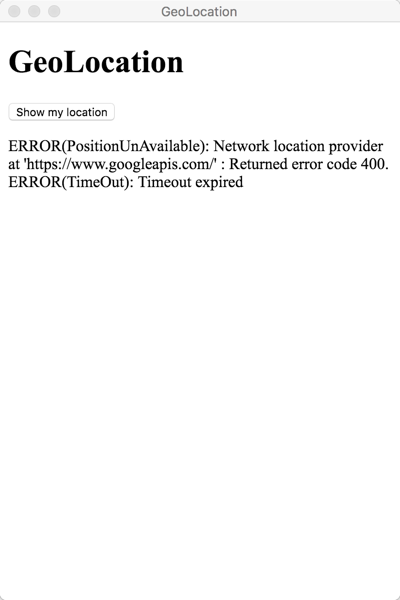 GeoLocation
GeoLocation
Show my location
ERROR(PositionUnAvailable): Network location provider
at 'https://www.googleapis.com/' : Returned error code 400.
ERROR(TimeOut): Timeout expired